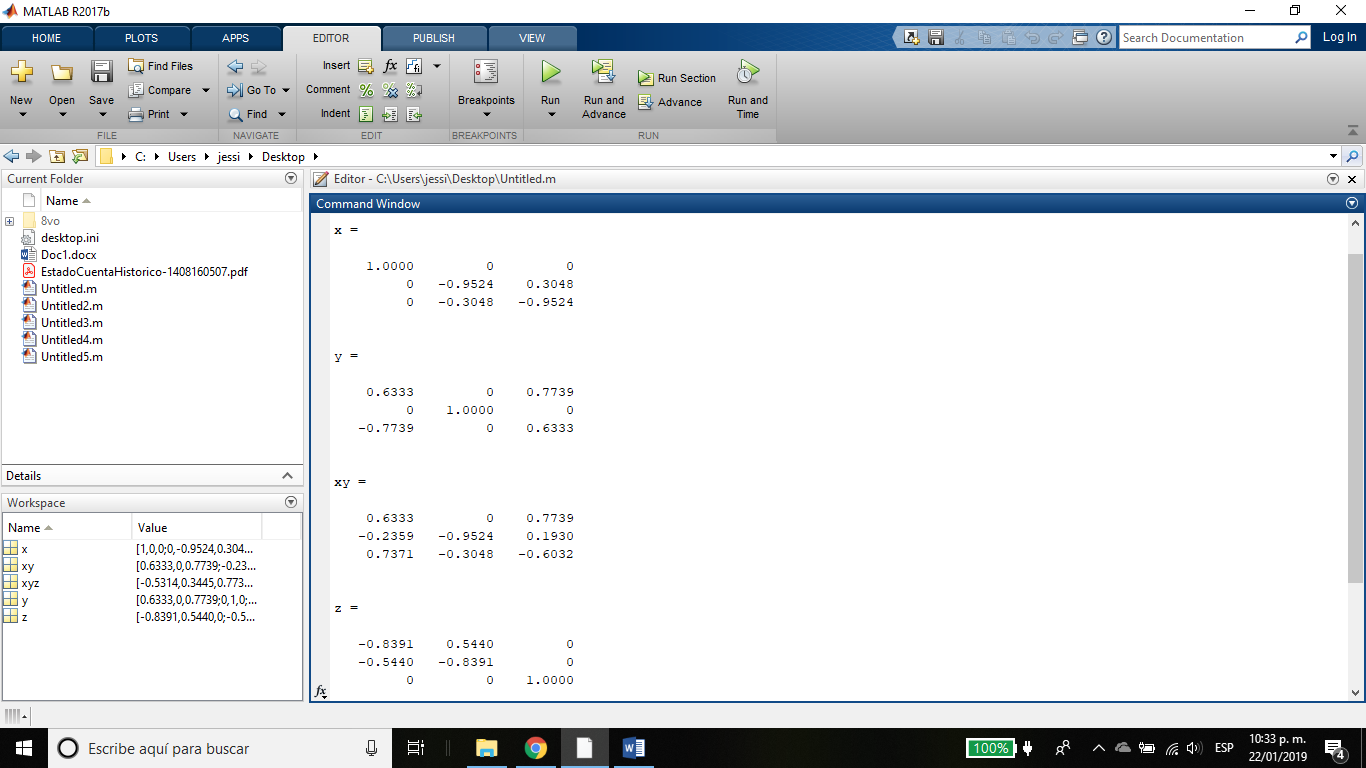 MATLAB R2017b
HOME PLOTS APPS EDITOR PUBLISH VIEW
Search Documentation
Log In
New Open Save
Find Files
Compare
Print
FILE
Go To
Find
NAVIGATE
Insert fx
Comment
Indent
EDIT
Breakpoints
BREAKPOINTS
Run
Run and Advance
Run Section
Advance
Run and Time
RUN
C: Users jessi Desktop
Current Folder
Name
8vo
desktop.ini
Doc1.docx
EstadoCuentaHistorico-1408160507.pdf
Untitled.m
Untitled2.m
Untitled3.m
Untitled4.m
Untitled5.m
Details
Workspace
Name Value
x [1,0,0;0,-0.9524,0.304...
xy [0.6333,0,0.7739;-0.23...
xyz [-0.5314,0.3445,0.773...
y [0.6333,0,0.7739;0,1,0;...
z [-0.8391,0.5440,0;-0.5...
Editor - C:\Users\jessi\Desktop\Untitled.m
Command Window
x =
1.0000 0 0
0 -0.9524 0.3048
0 -0.3048 -0.9524
y =
0.6333 0 0.7739
0 1.0000 0
-0.7739 0 0.6333
xy =
0.6333 0 0.7739
-0.2359 -0.9524 0.1930
0.7371 -0.3048 -0.6032
z =
-0.8391 0.5440 0
-0.5440 -0.8391 0
0 0 1.0000
fx
Escribe aquí para buscar
100%
ESP
10:33 p. m.
22/01/2019
4